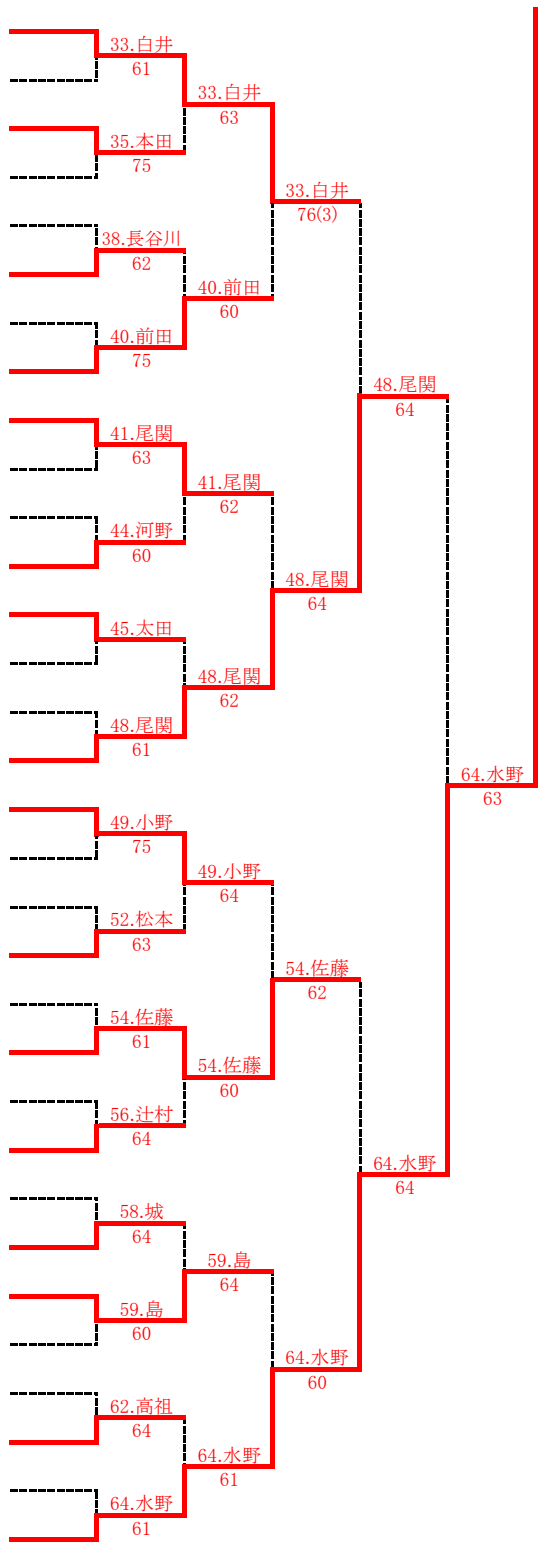 33.白井
61
33.白井
63
35.本田
75
33.白井
76(3)
38.長谷川
62
40.前田
60
40.前田
75
48.尾関
64
41.尾関
63
41.尾関
62
44.河野
60
48.尾関
64
45.太田
48.尾関
62
48.尾関
61
64.水野
63
49.小野
75
49.小野
64
52.松本
63
54.佐藤
62
54.佐藤
61
54.佐藤
60
56.辻村
64
64.水野
64
58.城
64
59.島
64
59.島
60
64.水野
60
62.高祖
64
64.水野
61
64.水野
61